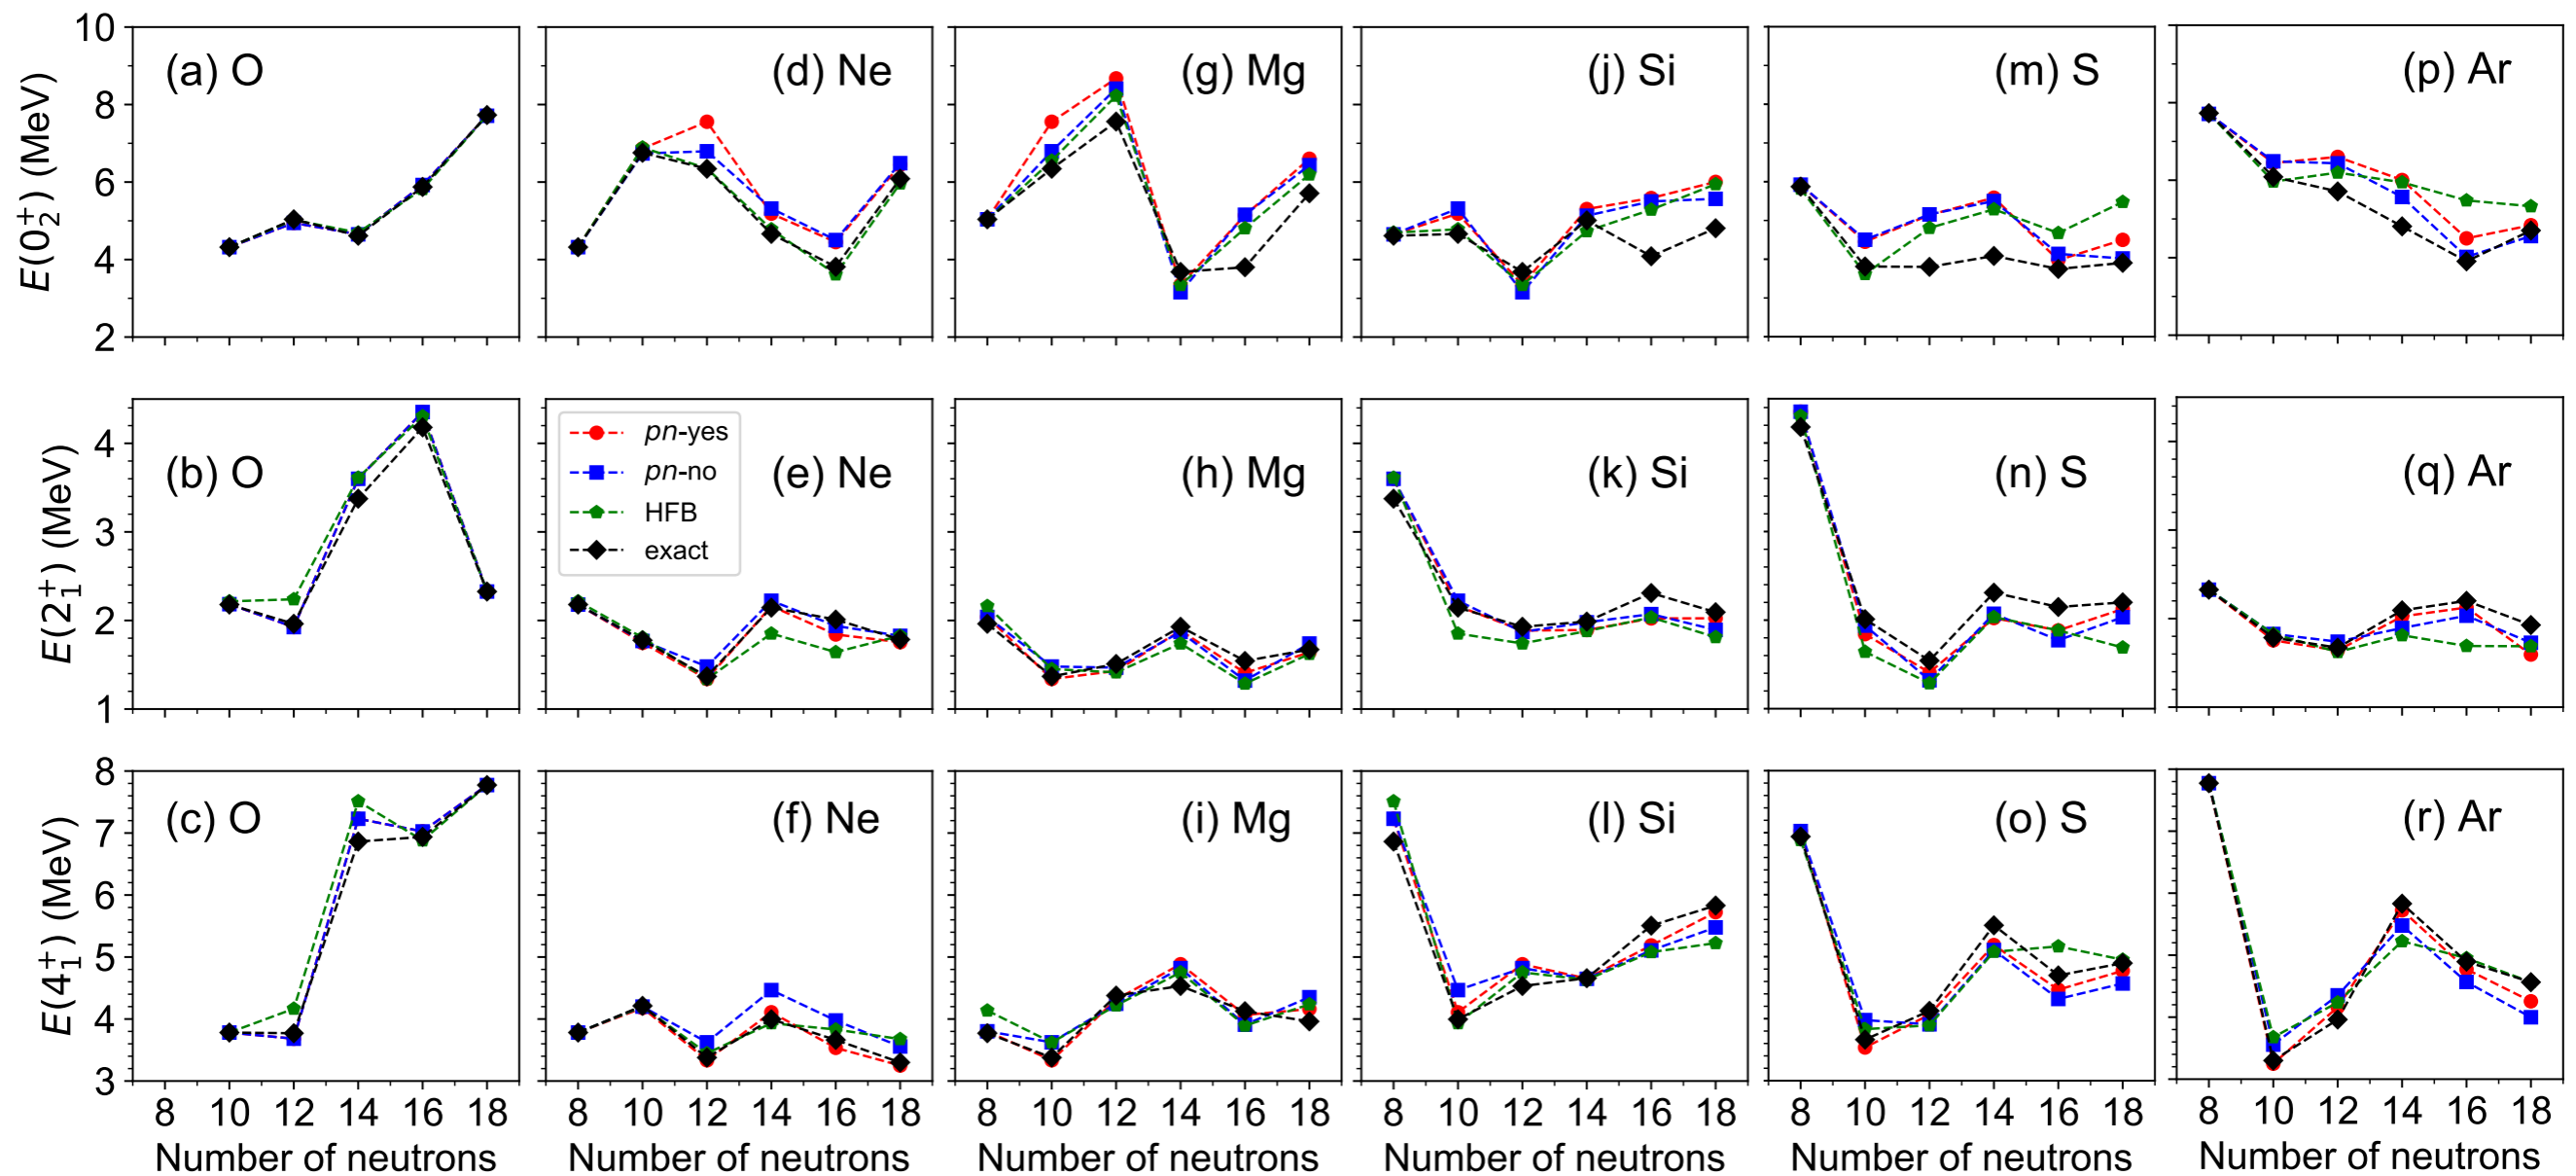 E(0₂⁺) (MeV)
10
8
6
4
2
(a) O
(d) Ne
(g) Mg
(j) Si
(m) S
(p) Ar
E(2₁⁺) (MeV)
4
3
2
1
(b) O
pn-yes
pn-no
HFB
exact
(e) Ne
(h) Mg
(k) Si
(n) S
(q) Ar
E(4₁⁺) (MeV)
8
7
6
5
4
3
(c) O
(f) Ne
(i) Mg
(l) Si
(o) S
(r) Ar
8 10 12 14 16 18
8 10 12 14 16 18
8 10 12 14 16 18
8 10 12 14 16 18
8 10 12 14 16 18
8 10 12 14 16 18
Number of neutrons
Number of neutrons
Number of neutrons
Number of neutrons
Number of neutrons
Number of neutrons